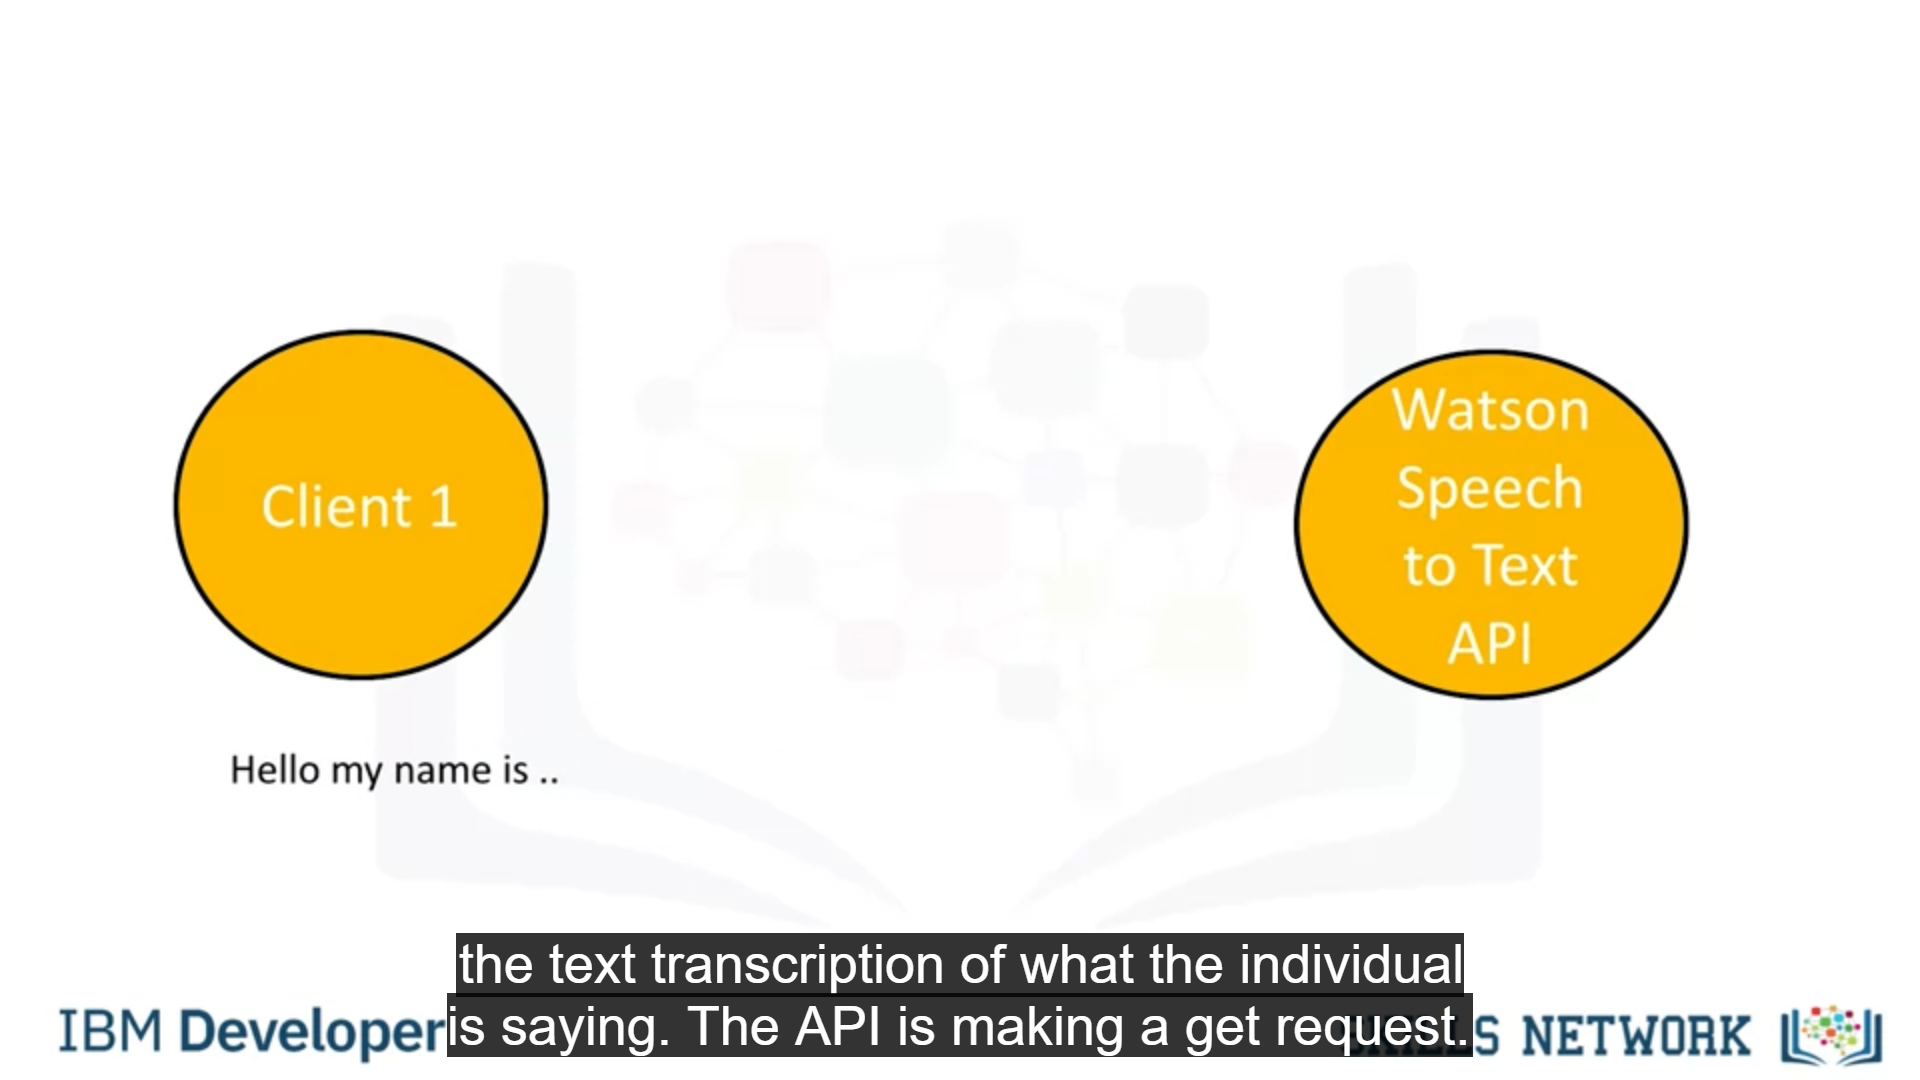 Client 1
Watson
Speech
to Text
API
Hello my name is ..
the text transcription of what the individual
is saying. The API is making a get request.
IBM Developer
SKILLS NETWORK